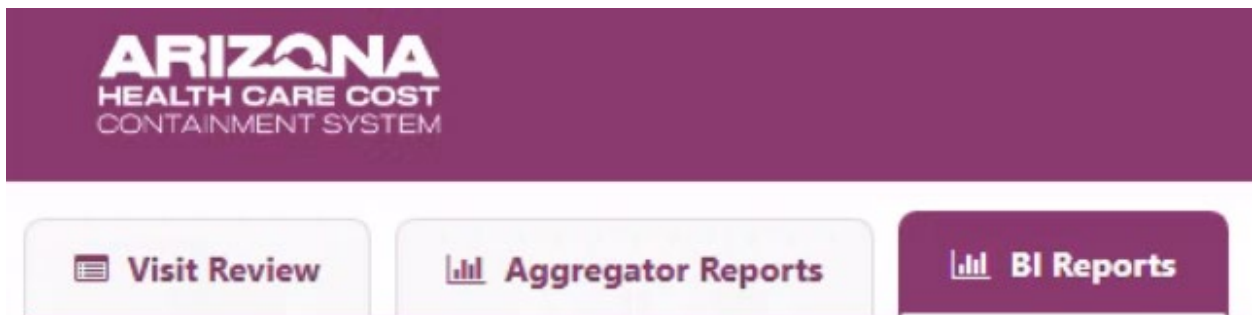 ARIZONA
HEALTH CARE COST
CONTAINMENT SYSTEM
Visit Review
Aggregator Reports
BI Reports